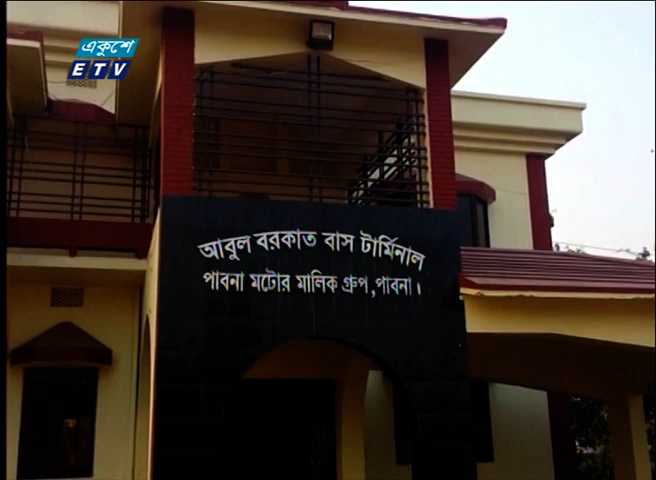 একুশে
ETV
আবুল বরকাত বাস টার্মিনাল
পাবনা মটোর মালিক গ্রুপ,পাবনা।